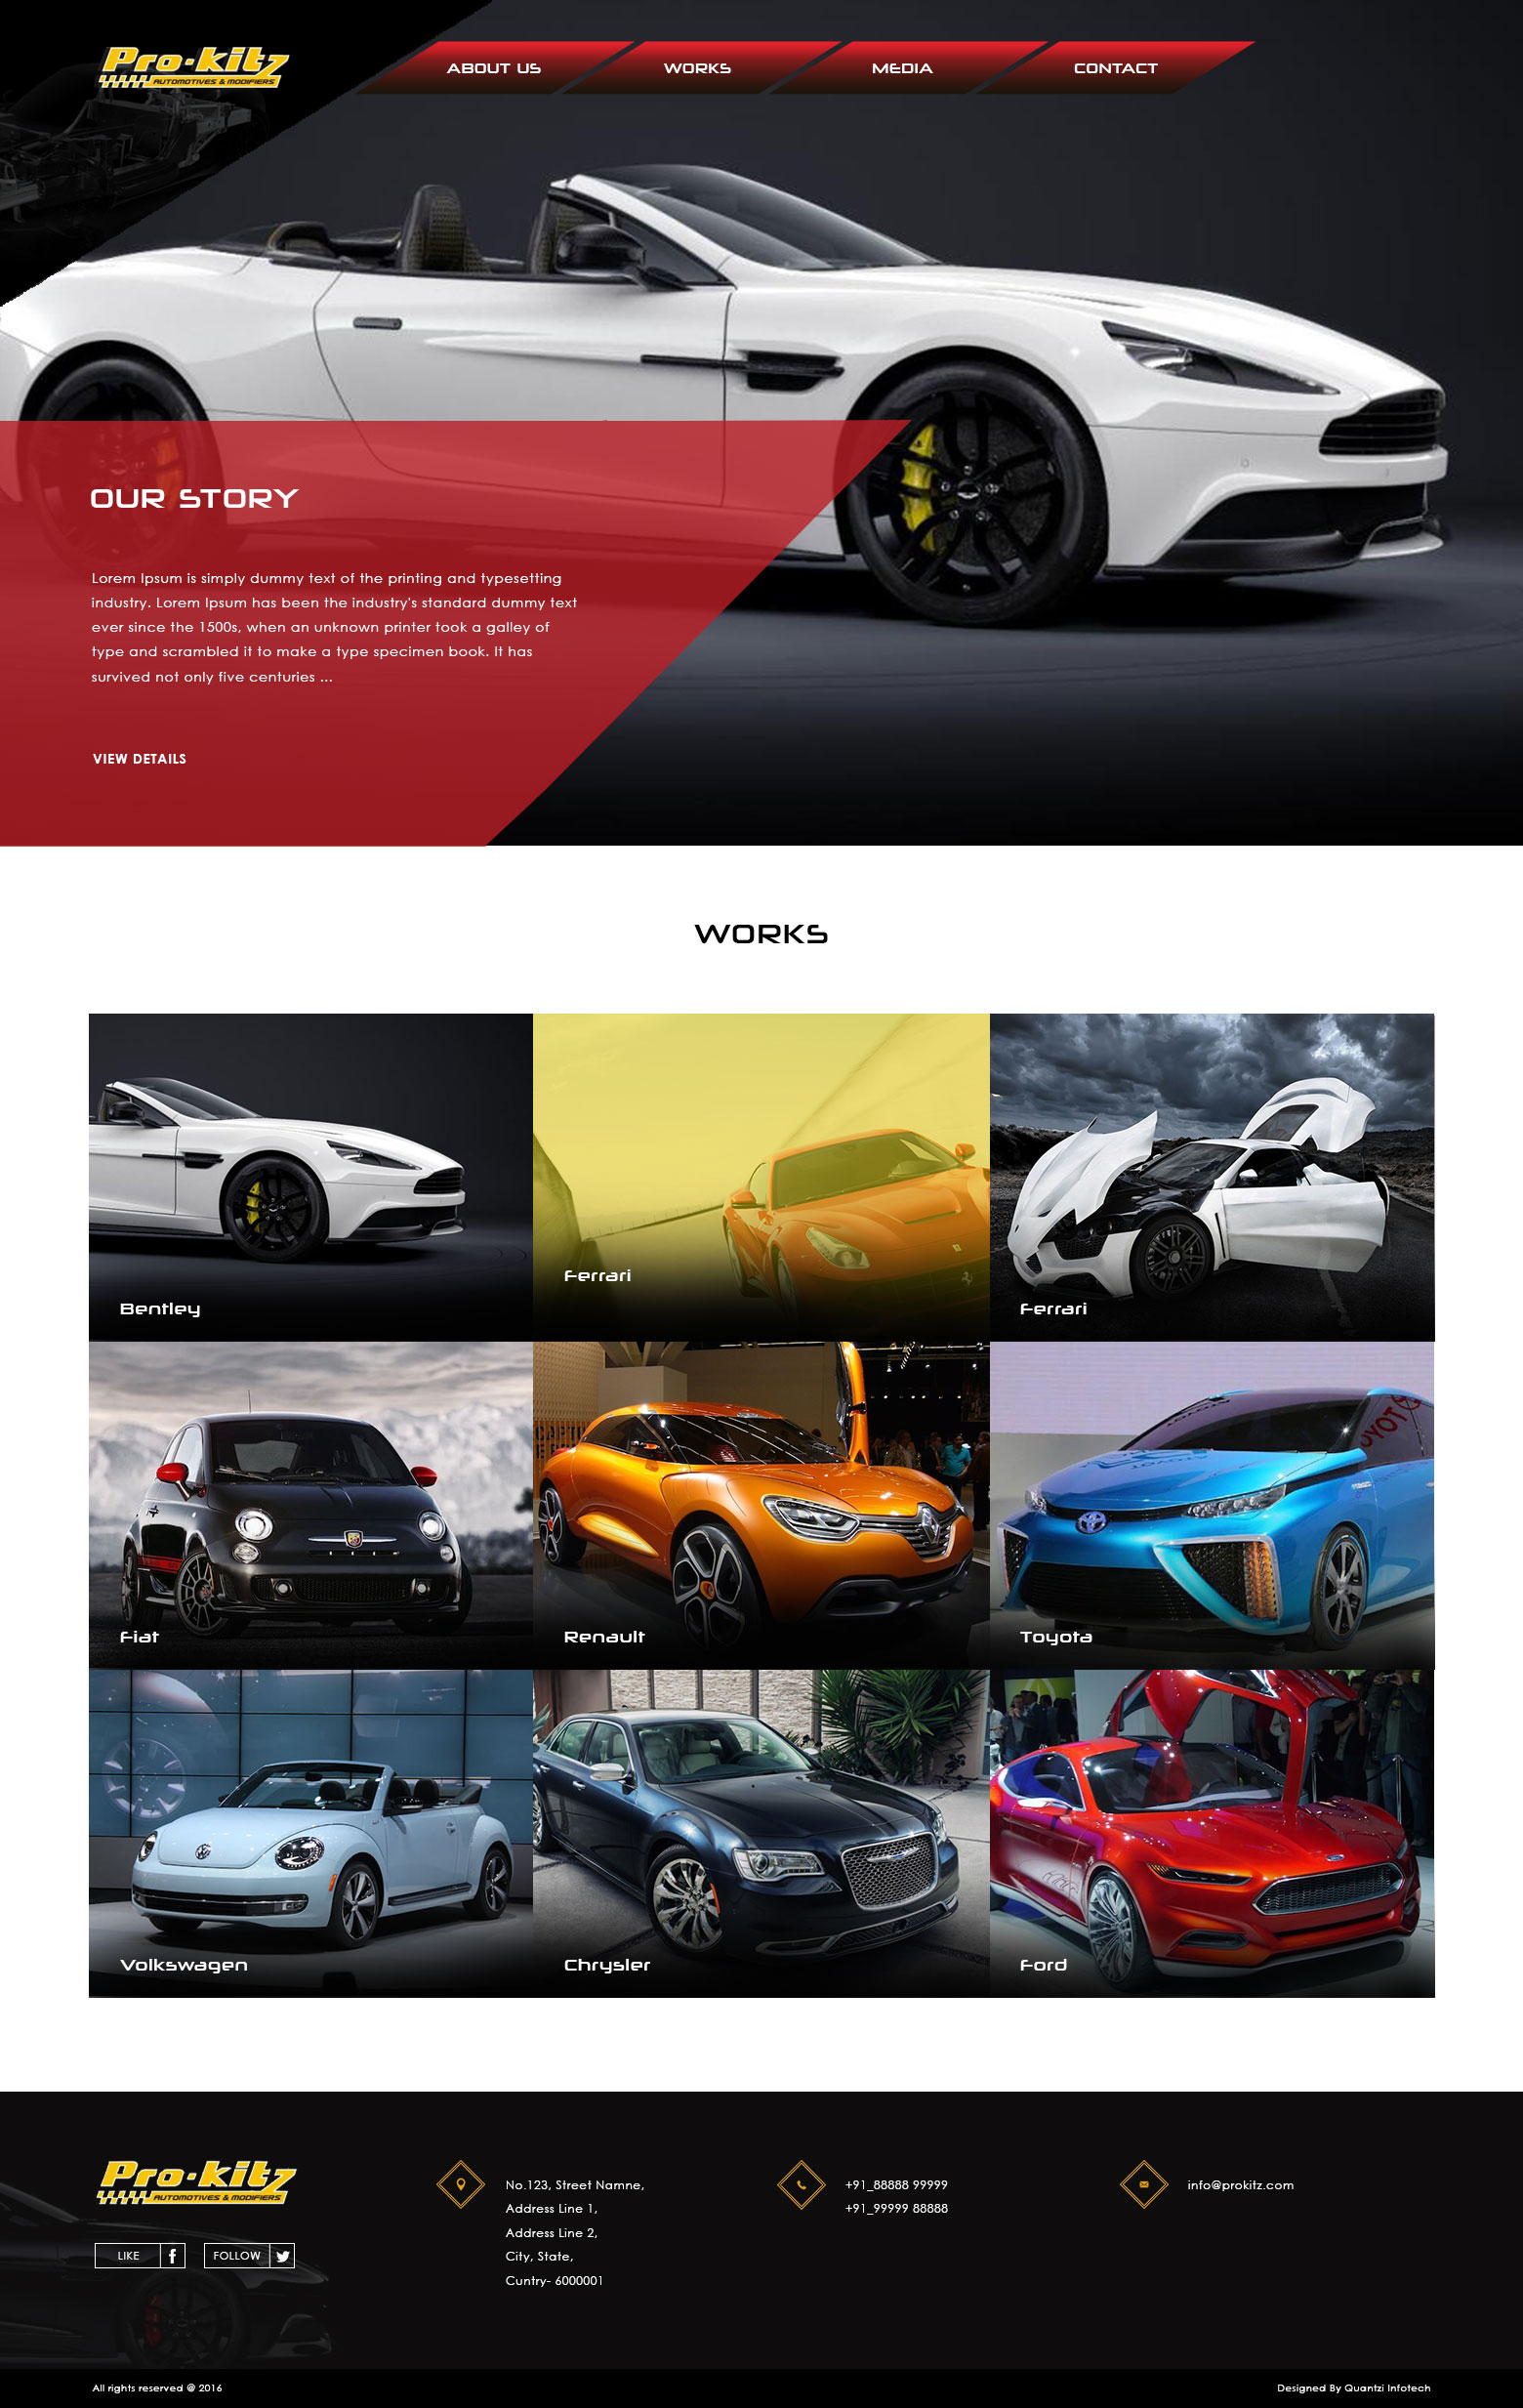 Pro-kitz
AUTOMOTIVES & MODIFIERS
ABOUT US
WORKS
MEDIA
CONTACT
OUR STORY
Lorem Ipsum is simply dummy text of the printing and typesetting
industry. Lorem Ipsum has been the industry's standard dummy text
ever since the 1500s, when an unknown printer took a galley of
type and scrambled it to make a type specimen book. It has
survived not only five centuries ...
VIEW DETAILS
WORKS
Bentley
Ferrari
Ferrari
Fiat
Renault
Toyota
Volkswagen
Chrysler
Ford
Pro-kitz
AUTOMOTIVES & MODIFIERS
LIKE
FOLLOW
No.123, Street Namne,
Address Line 1,
Address Line 2,
City, State,
Cuntry- 6000001
+91_88888 99999
+91_99999 88888
info@prokitz.com
All rights reserved @ 2016
Designed By Quantzi Infotech